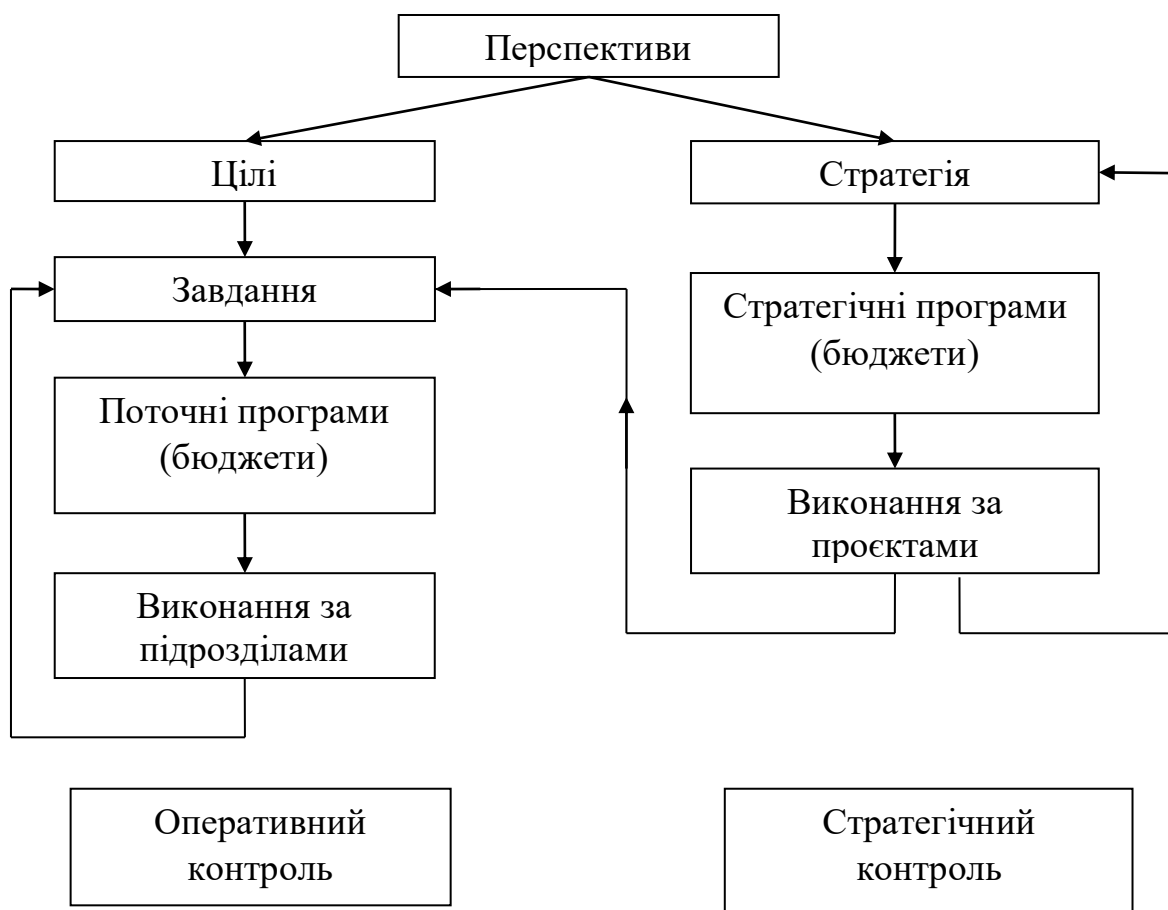 Перспективи
Цілі
Стратегія
Завдання
Стратегічні програми
(бюджети)
Поточні програми
(бюджети)
Виконання за
проєктами
Виконання за
підрозділами
Оперативний
контроль
Стратегічний
контроль